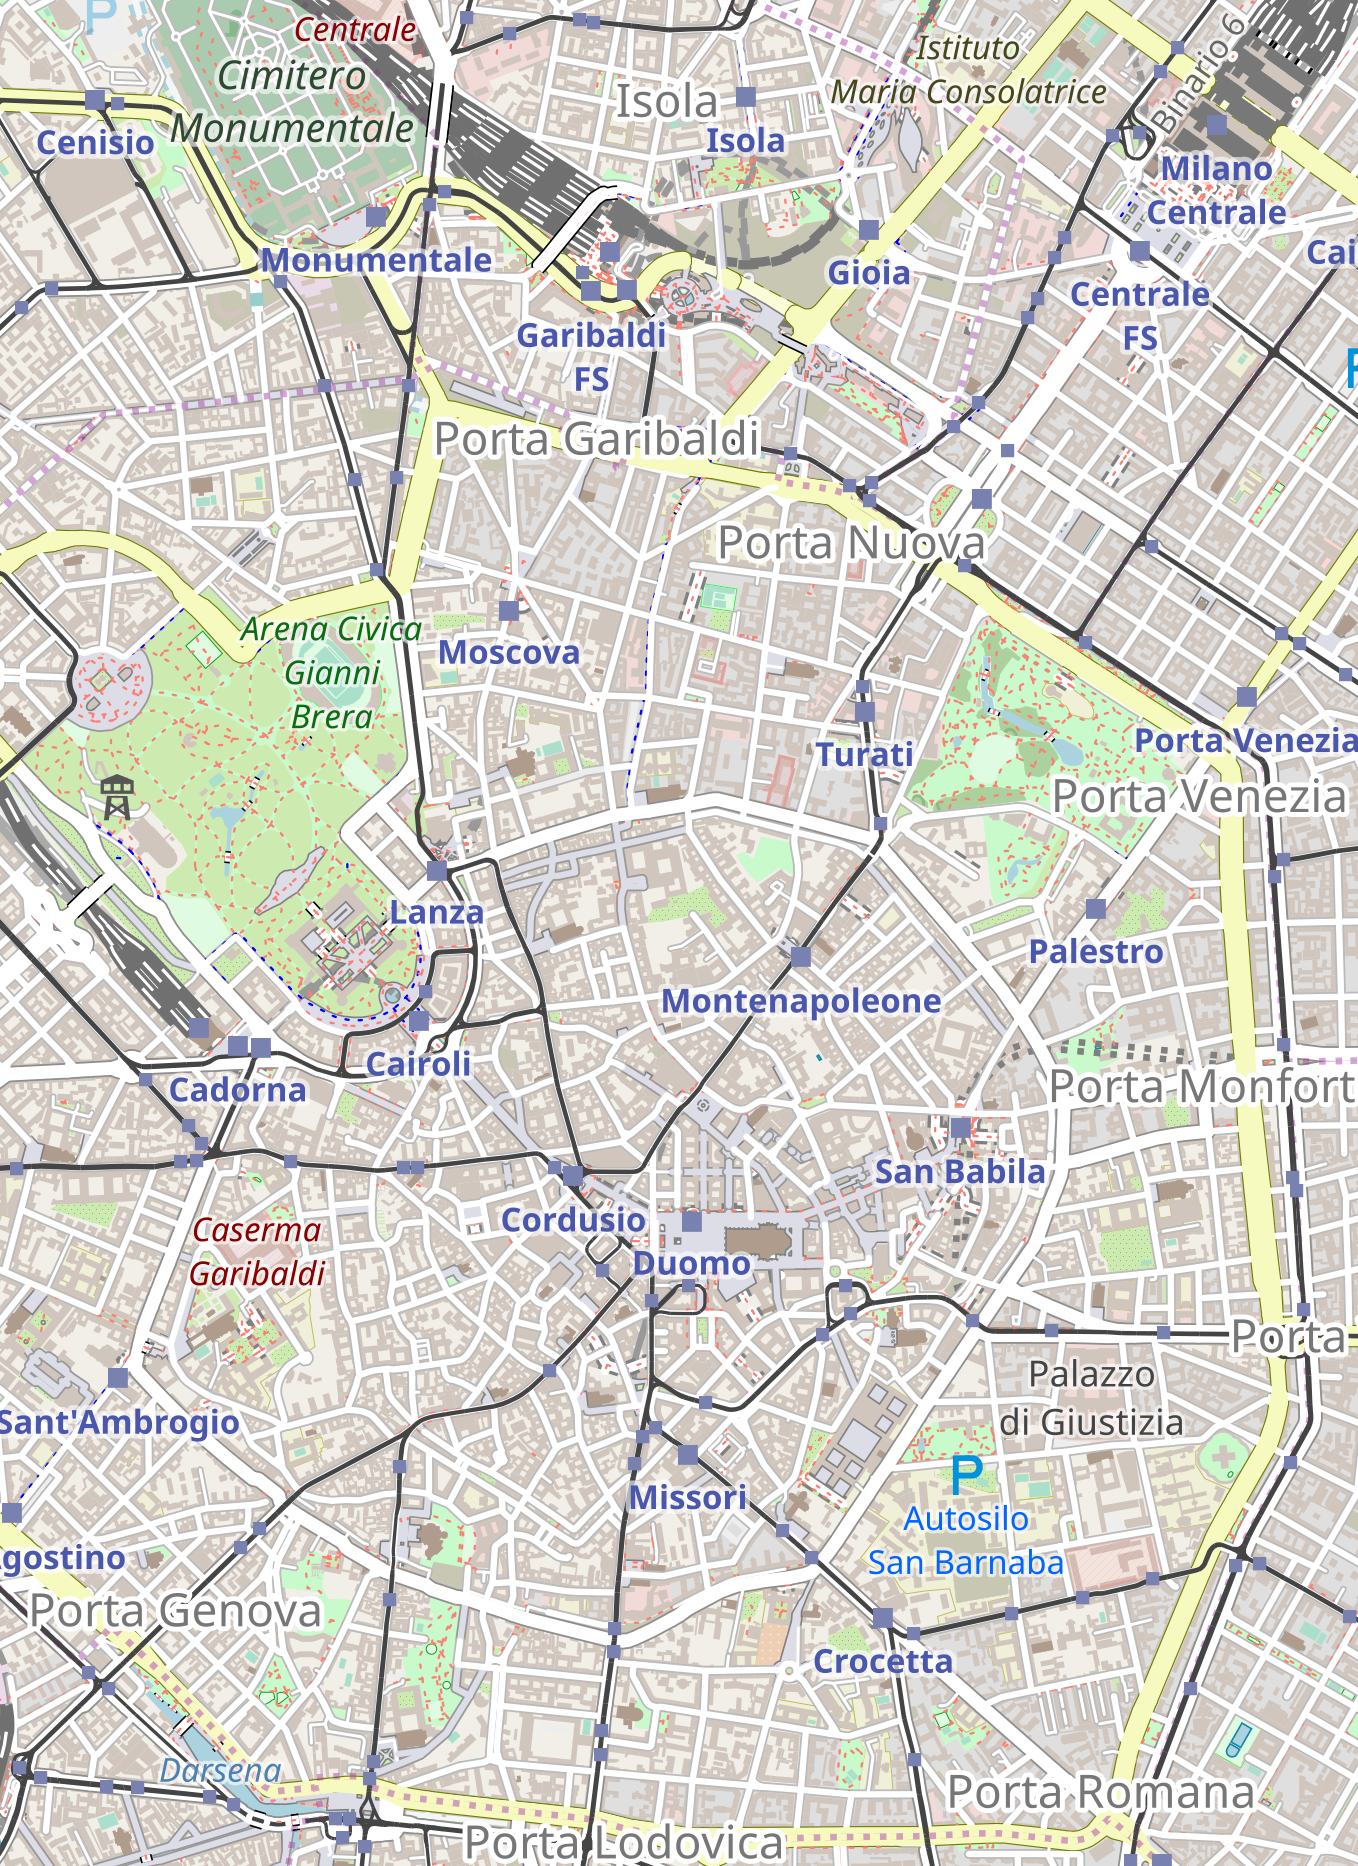 P
Centrale
Cimitero
Monumentale
Istituto
Maria Consolatrice
Binario 6
Isola
Isola
Cenisio
Milano
Centrale
Monumentale
Gioia
Cai
Centrale
FS
Garibaldi
FS
P
Porta Garibaldi
Porta Nuova
Arena Civica
Gianni
Brera
Moscova
Turati
Porta Venezia
Porta Venezia
Lanza
Palestro
Montenapoleone
Cairoli
Cadorna
Porta Monfort
San Babila
Cordusio
Caserma
Garibaldi
Duomo
Porta
Palazzo
di Giustizia
Sant'Ambrogio
P
Missori
Autosilo
San Barnaba
gostino
Porta Genova
Crocetta
Darsena
Porta Romana
Porta Lodovica